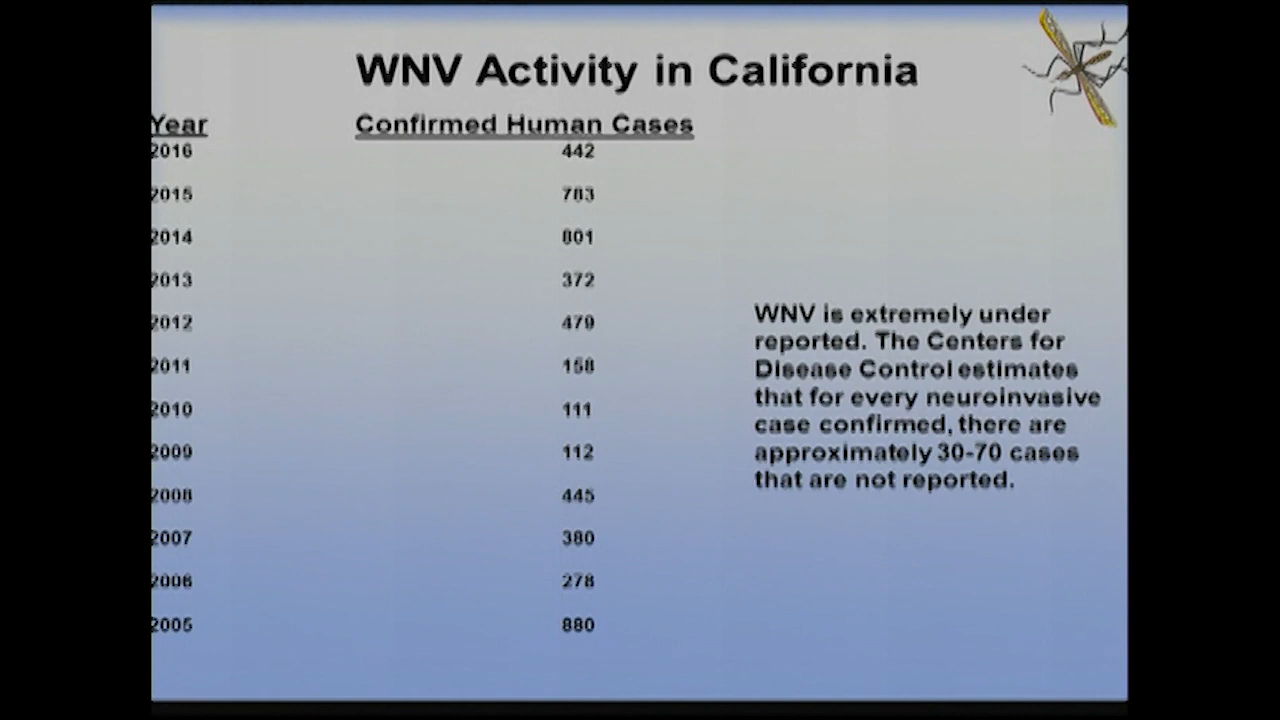 WNV Activity in California
Year Confirmed Human Cases
2016 442
2015 783
2014 801
2013 372
2012 479
2011 158
2010 111
2009 112
2008 445
2007 380
2006 278
2005 880
WNV is extremely under
reported. The Centers for
Disease Control estimates
that for every neuroinvasive
case confirmed, there are
approximately 30-70 cases
that are not reported.